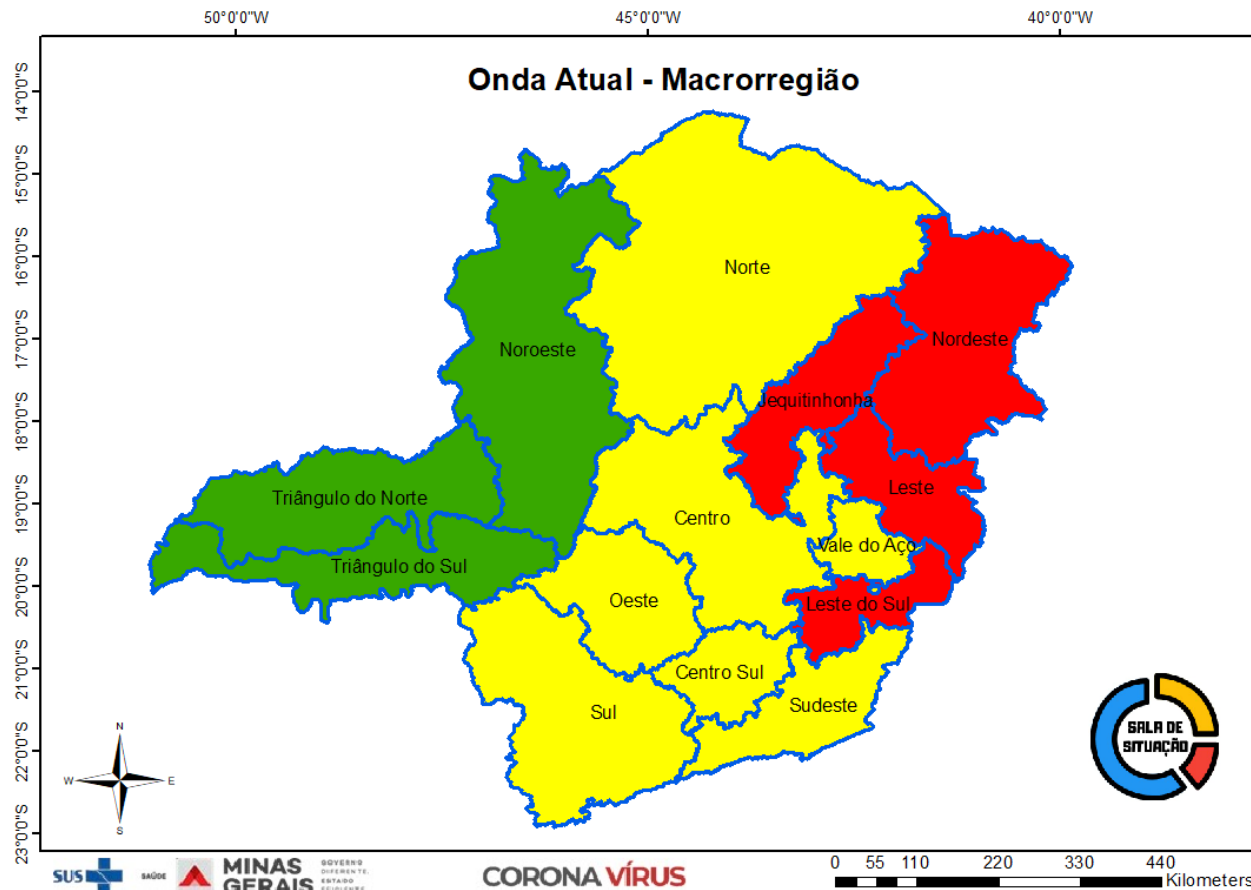 50°0'0"W 45°0'0"W 40°0'0"W
Onda Atual - Macrorregião
14°0'0"S
15°0'0"S
16°0'0"S
17°0'0"S
18°0'0"S
19°0'0"S
20°0'0"S
21°0'0"S
22°0'0"S
23°0'0"S
Norte
Noroeste
Nordeste
Jequitinhonha
Triângulo do Norte
Leste
Centro
Vale do Aço
Triângulo do Sul
Oeste
Leste do Sul
Centro Sul
Sul
Sudeste
SALA DE
SITUAÇÃO
N
W E
S
SUS
SAÚDE
MINAS
GERAIS
GOVERNO
DIFERENTE.
ESTADO
CORONA VÍRUS
0 55 110 220 330 440
Kilometers